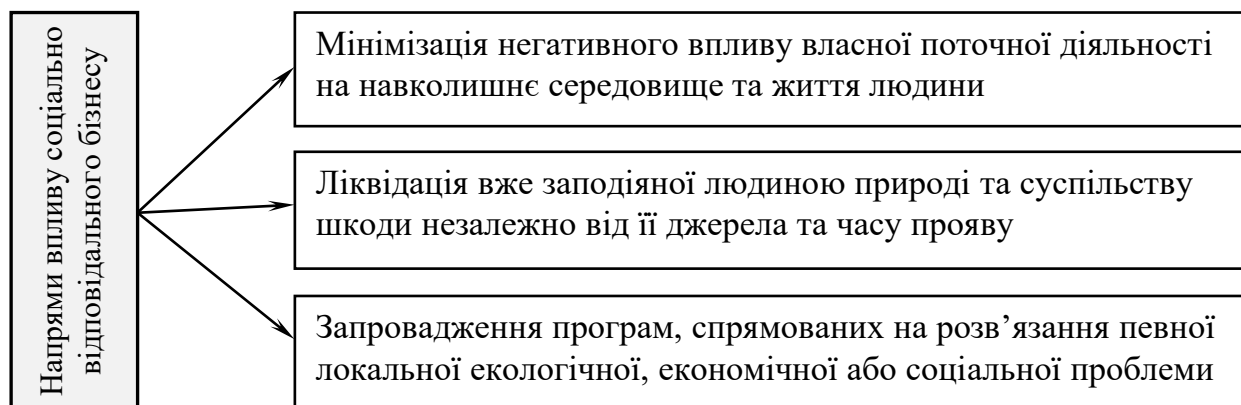 Напрями впливу соціально
відповідального бізнесу
Мінімізація негативного впливу власної поточної діяльності
на навколишнє середовище та життя людини
Ліквідація вже заподіяної людиною природі та суспільству
шкоди незалежно від її джерела та часу прояву
Запровадження програм, спрямованих на розв’язання певної
локальної екологічної, економічної або соціальної проблеми